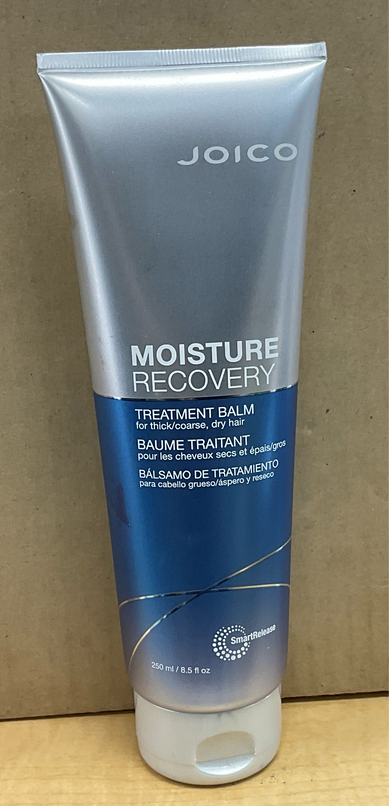 JOICO
MOISTURE
RECOVERY
TREATMENT BALM
for thick/coarse, dry hair
BAUME TRAITANT
pour les cheveux secs et épais/gros
BÁLSAMO DE TRATAMIENTO
para cabello grueso/áspero y reseco
SmartRelease
250 ml / 8.5 fl oz